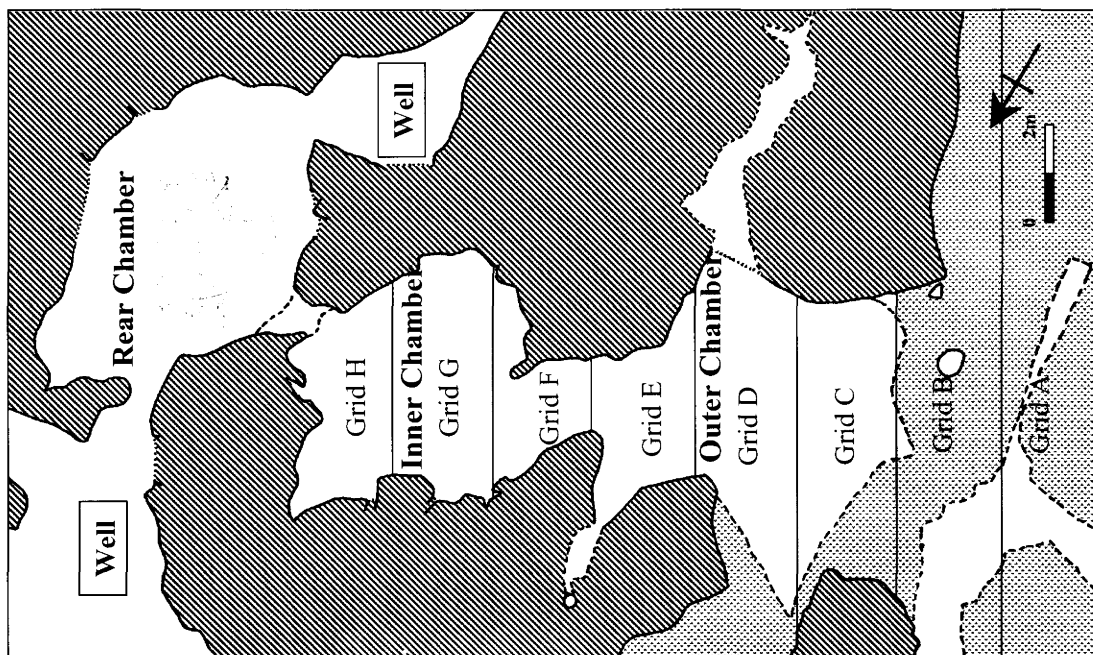 Rear Chamber
Well
Well
Inner Chamber
Outer Chamber
Grid H
Grid G
Grid F
Grid E
Grid D
Grid C
Grid B
Grid A
0 2m